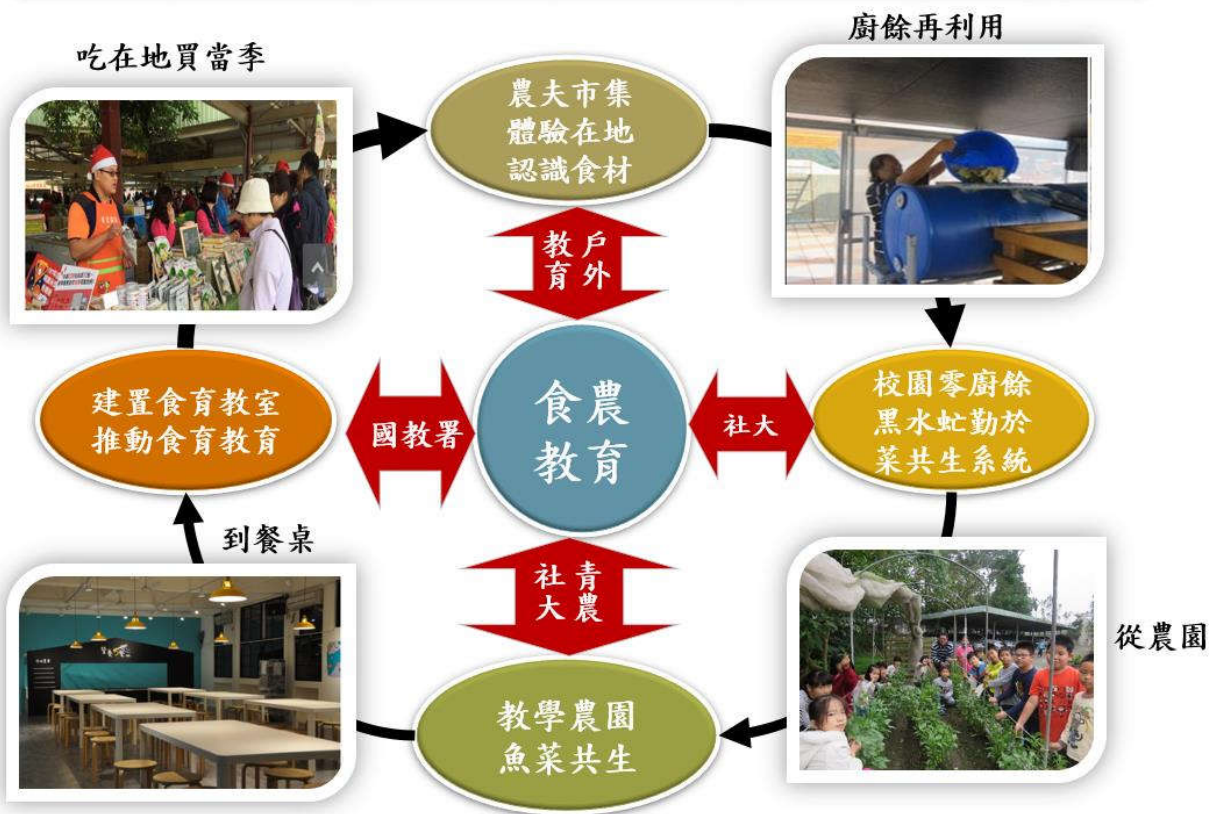 吃在地買當季
廚餘再利用
農夫市集
體驗在地
認識食材
戶外
教育
建置食育教室
推動食育教育
國教署
食農
教育
社大
校園零廚餘
黑水虻勤於
菜共生系統
到餐桌
青農
社大
從農園
教學農園
魚菜共生